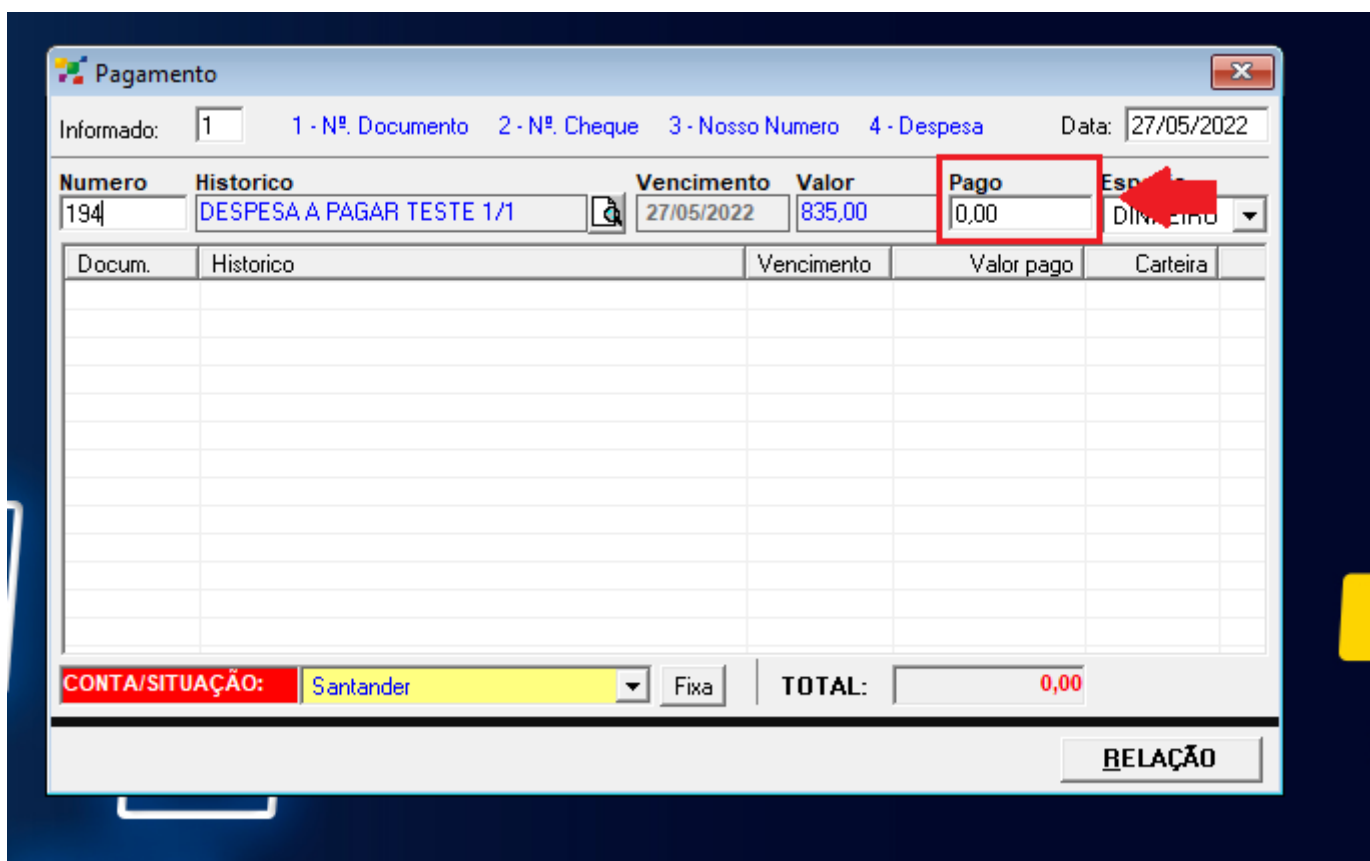 Pagamento
Informado: 1 1 - Nº. Documento 2 - Nº. Cheque 3 - Nosso Numero 4 - Despesa Data: 27/05/2022
Numero Historico Vencimento Valor Pago
194 DESPESA A PAGAR TESTE 1/1 27/05/2022 835,00 0,00 DINHEIRO
Docum. Historico Vencimento Valor pago Carteira
CONTA/SITUAÇÃO: Santander Fixa TOTAL: 0,00
RELAÇÃO